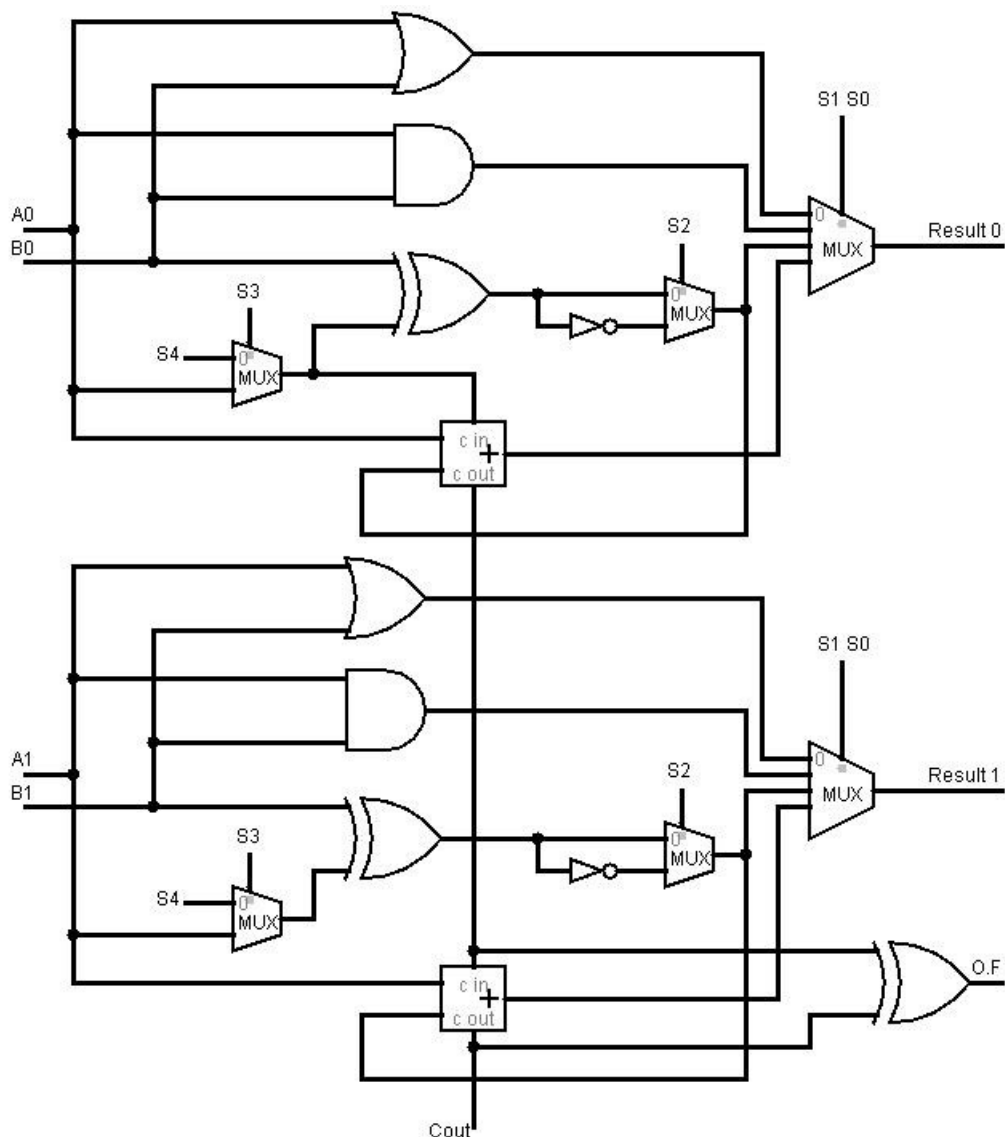 S1 S0
0
MUX
Result 0
A0
B0
S2
0
MUX
S3
S4
0
MUX
c in
+
c out
S1 S0
0
MUX
Result 1
A1
B1
S2
0
MUX
S3
S4
0
MUX
c in
+
c out
O.F
Cout